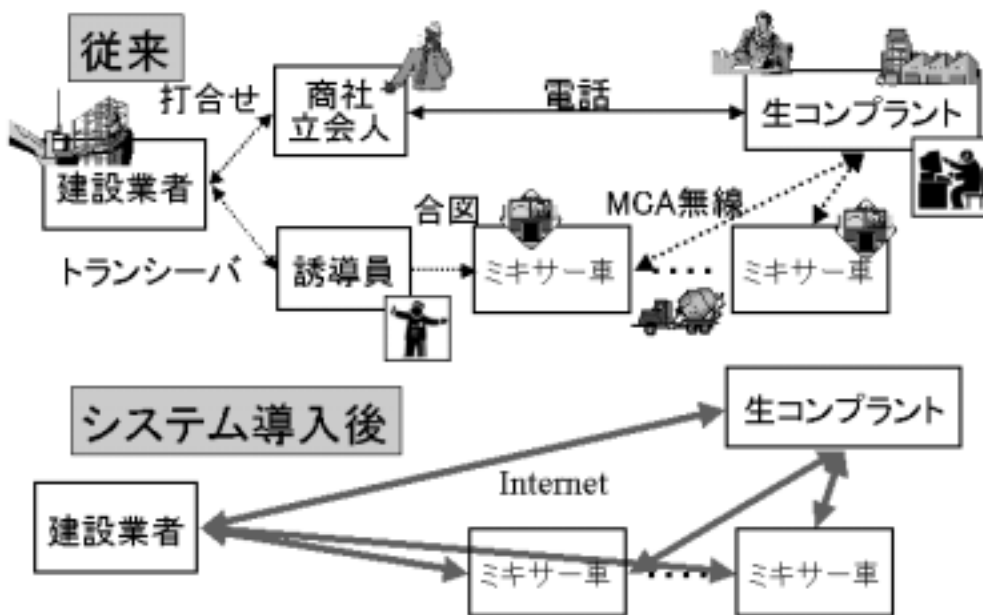 従来
打合せ
商社
立会人
電話
生コンプラント
建設業者
合図
MCA無線
トランシーバ
誘導員
ミキサー車
ミキサー車
システム導入後
生コンプラント
Internet
建設業者
ミキサー車
ミキサー車